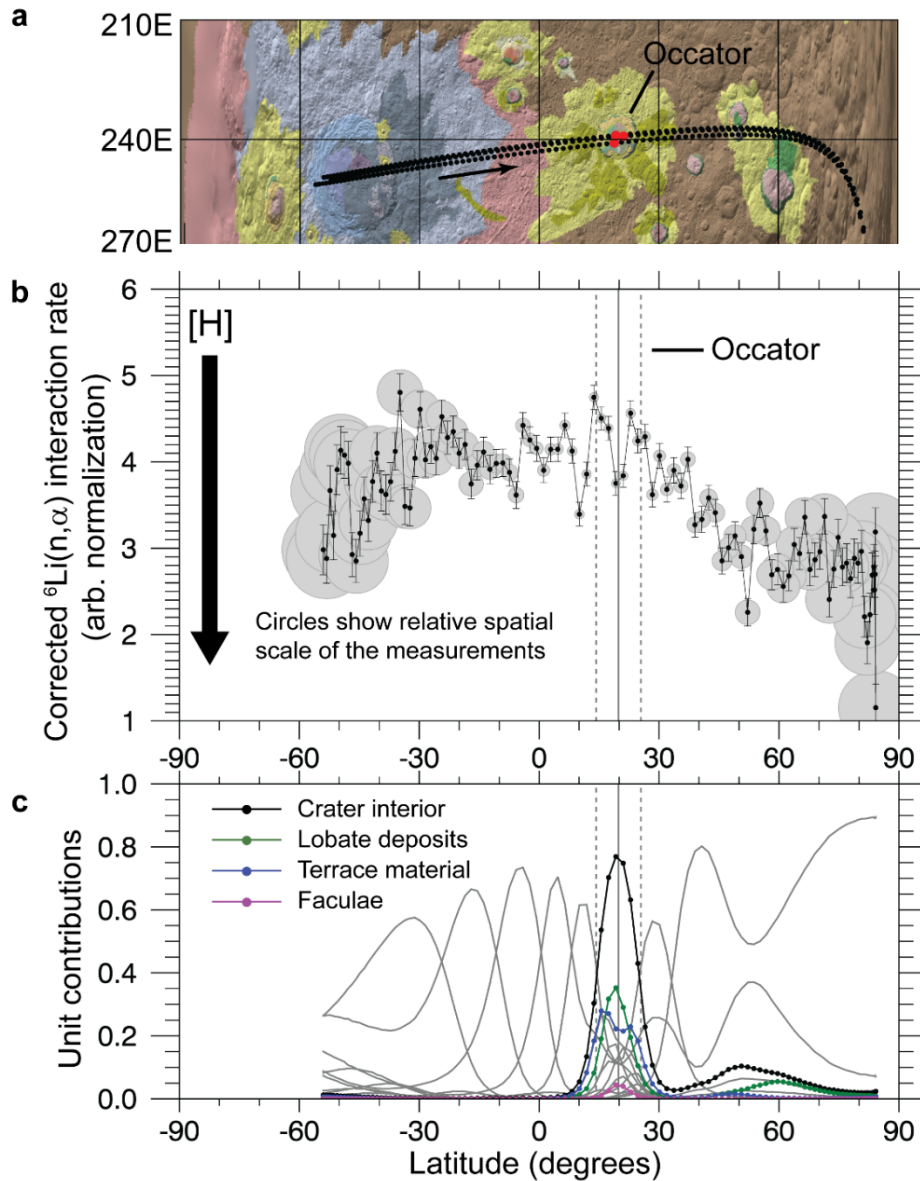 a
210E
240E
270E
Occator
b
Corrected ⁶Li(n,α) interaction rate
(arb. normalization)
6
5
4
3
2
1
[H]
Occator
Circles show relative spatial
scale of the measurements
-90
-60
-30
0
30
60
90
c
Unit contributions
1.0
0.8
0.6
0.4
0.2
0.0
Crater interior
Lobate deposits
Terrace material
Faculae
-90
-60
-30
0
30
60
90
Latitude (degrees)